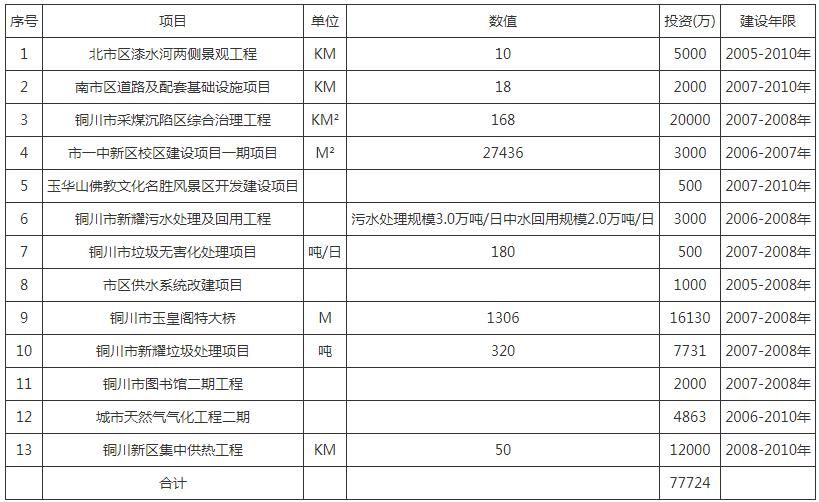 序号 项目 单位 数值 投资(万) 建设年限
1 北市区漆水河两侧景观工程 KM 10 5000 2005-2010年
2 南市区道路及配套基础设施项目 KM 18 2000 2007-2010年
3 铜川市采煤沉陷区综合治理工程 KM² 168 20000 2007-2008年
4 市一中新区校区建设项目一期项目 M² 27436 3000 2006-2007年
5 玉华山佛教文化名胜风景区开发建设项目 500 2007-2010年
6 铜川市新耀污水处理及回用工程 污水处理规模3.0万吨/日中水回用规模2.0万吨/日 3000 2006-2008年
7 铜川市垃圾无害化处理项目 吨/日 180 500 2007-2008年
8 市区供水系统改建项目 1000 2005-2008年
9 铜川市玉皇阁特大桥 M 1306 16130 2007-2008年
10 铜川市新耀垃圾处理项目 吨 320 7731 2007-2008年
11 铜川市图书馆二期工程 2000 2007-2008年
12 城市天然气气化工程二期 4863 2006-2010年
13 铜川新区集中供热工程 KM 50 12000 2008-2010年
合计 77724